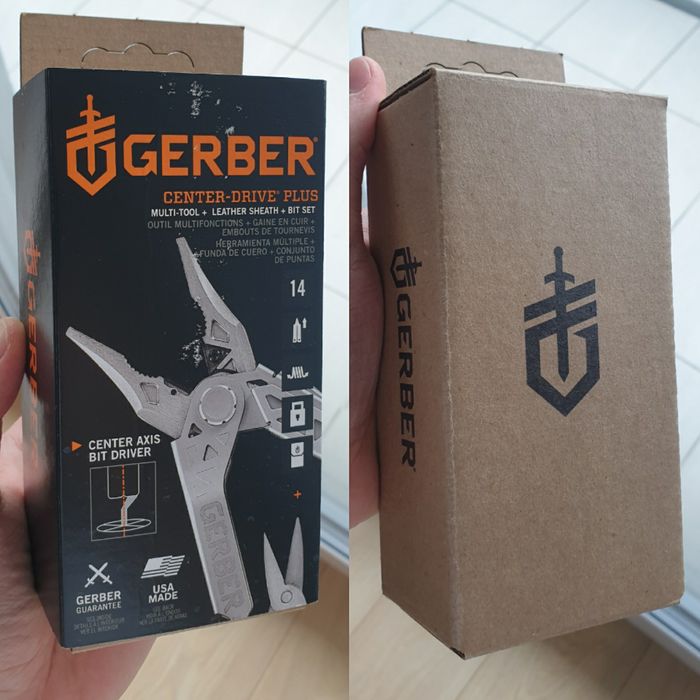 GERBER®
CENTER-DRIVE® PLUS
MULTI-TOOL + LEATHER SHEATH + BIT SET
OUTIL MULTIFONCTIONS + GAINE EN CUIR +
EMBOUTS DE TOURNEVIS
HERRAMIENTA MÚLTIPLE +
FUNDA DE CUERO + CONJUNTO
DE PUNTAS
14
CENTER AXIS
BIT DRIVER
GERBER
+
GERBER
GUARANTEE
USA
MADE
GERBER
GERBER